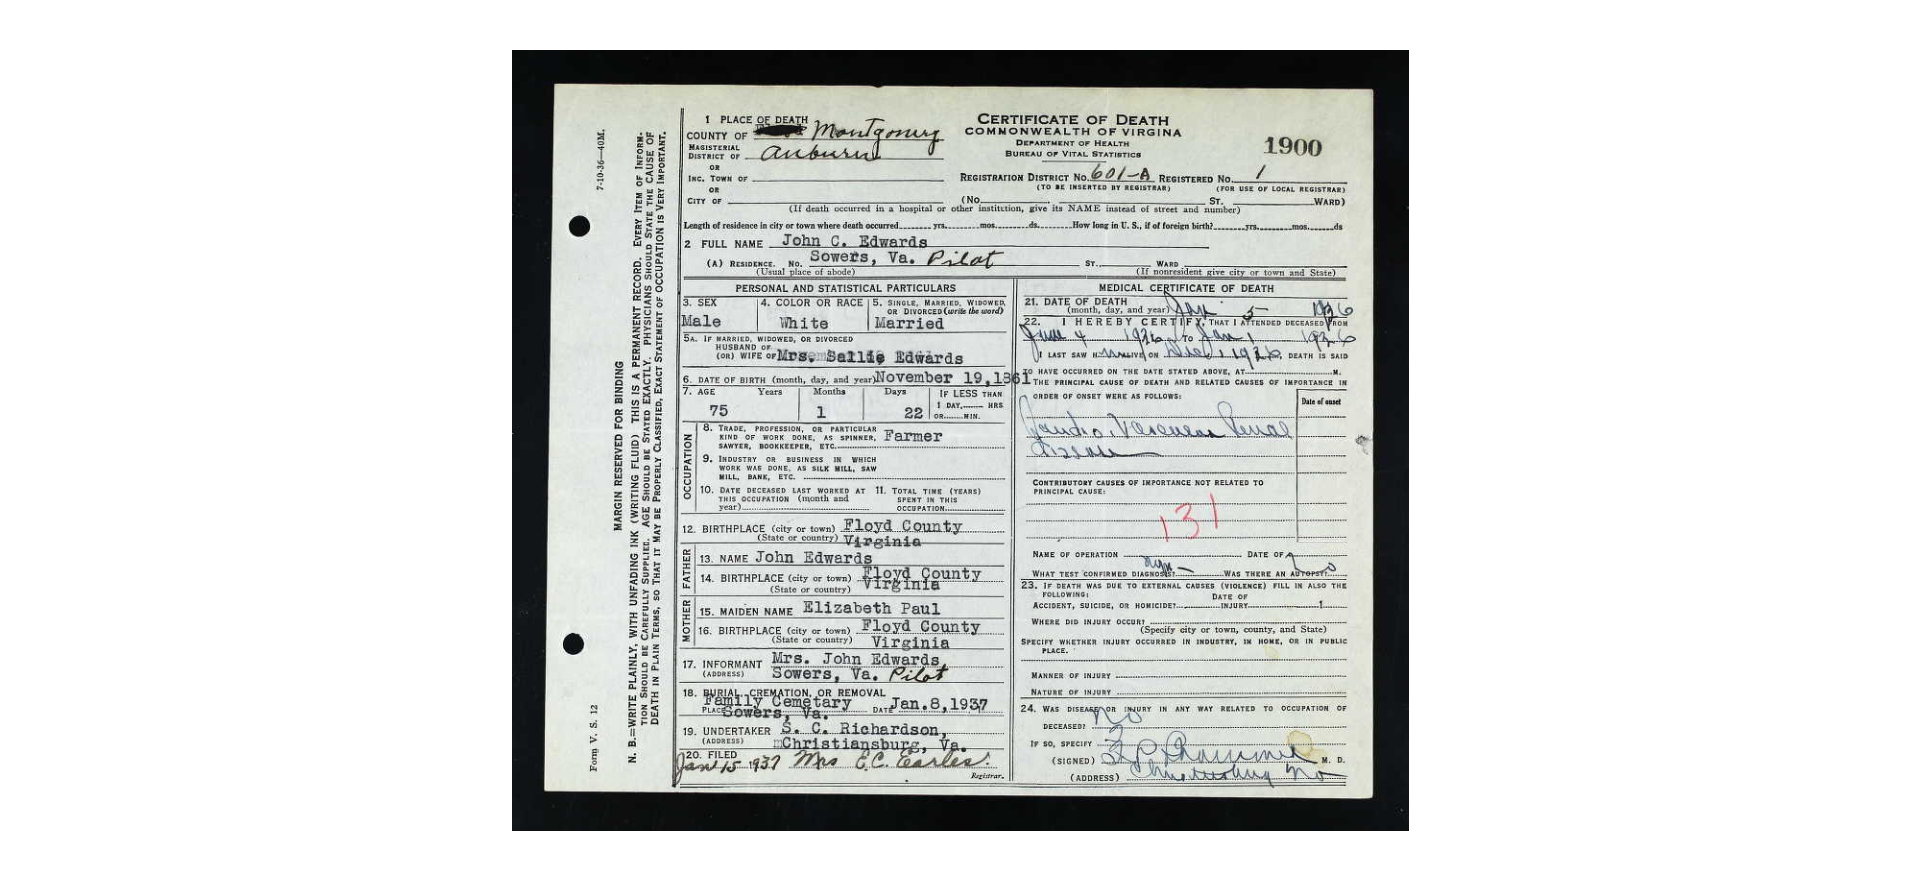 7-10-36—40M.
Form V. S. 12
MARGIN RESERVED FOR BINDING
N. B.—WRITE PLAINLY, WITH UNFADING INK (WRITING FLUID) THIS IS A PERMANENT RECORD. EVERY ITEM OF INFORM-
TION SHOULD BE CAREFULLY SUPPLIED. AGE SHOULD BE STATED EXACTLY. PHYSICIANS SHOULD STATE THE CAUSE OF
DEATH IN PLAIN TERMS, SO THAT IT MAY BE PROPERLY CLASSIFIED. EXACT STATEMENT OF OCCUPATION IS VERY IMPORTANT.
1 PLACE OF DEATH
COUNTY OF Montgomery
MAGISTERIAL
DISTRICT OF Auburn
OR
INC. TOWN OF
OR
CITY OF
CERTIFICATE OF DEATH
COMMONWEALTH OF VIRGINIA
DEPARTMENT OF HEALTH
BUREAU OF VITAL STATISTICS
1900
REGISTRATION DISTRICT NO. 601-A REGISTERED NO. 1
(TO BE INSERTED BY REGISTRAR) (FOR USE OF LOCAL REGISTRAR)
(No. ST. WARD)
(If death occurred in a hospital or other institution, give its NAME instead of street and number)
Length of residence in city or town where death occurred yrs. mos. ds. How long in U. S., if of foreign birth? yrs. mos. ds
2 FULL NAME John C. Edwards
(A) RESIDENCE. No. Sowers, Va. Pilot ST. WARD
(Usual place of abode) (If nonresident give city or town and State)
PERSONAL AND STATISTICAL PARTICULARS
3. SEX
Male
4. COLOR OR RACE
White
5. SINGLE, MARRIED, WIDOWED,
OR DIVORCED (write the word)
Married
5A. IF MARRIED, WIDOWED, OR DIVORCED
HUSBAND OF
(OR) WIFE OF Mrs. Sallie Edwards
6. DATE OF BIRTH (month, day, and year) November 19,1861
7. AGE Years Months Days IF LESS THAN
1 DAY, HRS
OR MIN.
75 1 22
OCCUPATION
8. TRADE, PROFESSION, OR PARTICULAR
KIND OF WORK DONE, AS SPINNER,
SAWYER, BOOKKEEPER, ETC. Farmer
9. INDUSTRY OR BUSINESS IN WHICH
WORK WAS DONE, AS SILK MILL, SAW
MILL, BANK, ETC.
10. DATE DECEASED LAST WORKED AT
THIS OCCUPATION (month and
year)
11. TOTAL TIME (YEARS)
SPENT IN THIS
OCCUPATION
12. BIRTHPLACE (city or town) Floyd County
(State or country) Virginia
FATHER
13. NAME John Edwards
14. BIRTHPLACE (city or town) Floyd County
(State or country) Virginia
MOTHER
15. MAIDEN NAME Elizabeth Paul
16. BIRTHPLACE (city or town) Floyd County
(State or country) Virginia
17. INFORMANT Mrs. John Edwards
(ADDRESS) Sowers, Va. Pilot
18. BURIAL, CREMATION, OR REMOVAL
PLACE Family Cemetary DATE Jan.8,1937
Sowers, Va.
19. UNDERTAKER S. C. Richardson,
(ADDRESS) Christiansburg, Va.
20. FILED
Jan 15 1937 Mrs E.C. Earles.
Registrar.
MEDICAL CERTIFICATE OF DEATH
21. DATE OF DEATH
(month, day, and year) Jan. 5 1936
22. I HEREBY CERTIFY, THAT I ATTENDED DECEASED FROM
June 4 1936 TO Jan 1 1936
I LAST SAW H ALIVE ON 1936 DEATH IS SAID
TO HAVE OCCURRED ON THE DATE STATED ABOVE, AT M.
THE PRINCIPAL CAUSE OF DEATH AND RELATED CAUSES OF IMPORTANCE IN
ORDER OF ONSET WERE AS FOLLOWS:
Date of onset
Cardio. Vascular Renal
Disease
CONTRIBUTORY CAUSES OF IMPORTANCE NOT RELATED TO
PRINCIPAL CAUSE:
131
NAME OF OPERATION DATE OF
WHAT TEST CONFIRMED DIAGNOSIS? WAS THERE AN AUTOPSY? no
23. IF DEATH WAS DUE TO EXTERNAL CAUSES (VIOLENCE) FILL IN ALSO THE
FOLLOWING:
ACCIDENT, SUICIDE, OR HOMICIDE? DATE OF INJURY 1
WHERE DID INJURY OCCUR?
(Specify city or town, county, and State)
SPECIFY WHETHER INJURY OCCURRED IN INDUSTRY, IN HOME, OR IN PUBLIC
PLACE.
MANNER OF INJURY
NATURE OF INJURY
24. WAS DISEASE OR INJURY IN ANY WAY RELATED TO OCCUPATION OF
DECEASED? No
IF SO, SPECIFY
(SIGNED) M. D.
(ADDRESS)